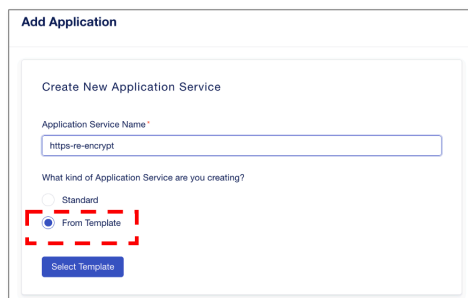 Add Application
Create New Application Service
Application Service Name*
https-re-encrypt
What kind of Application Service are you creating?
Standard
From Template
Select Template